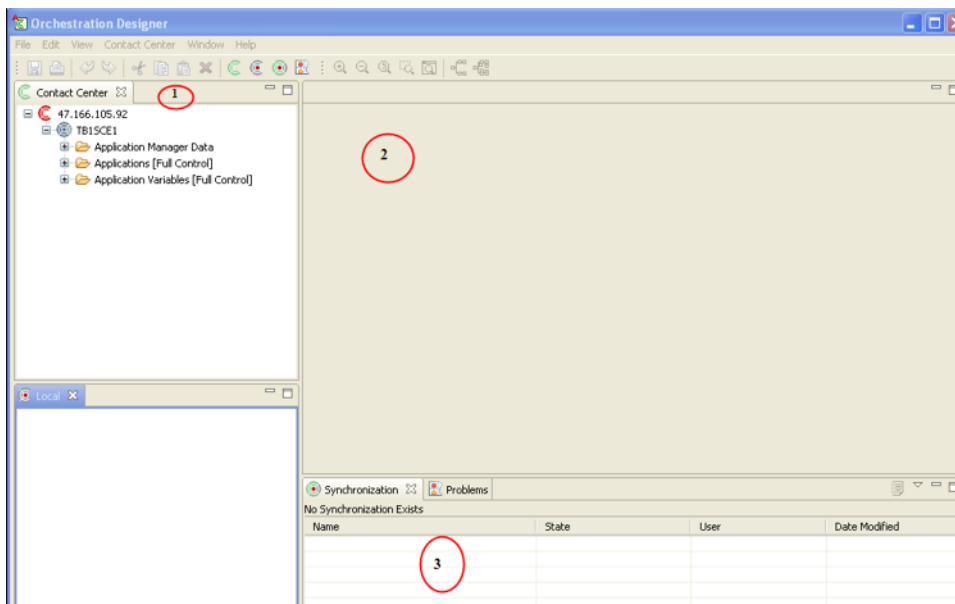 Orchestration Designer
File Edit View Contact Center Window Help
Contact Center
1
47.166.105.92
TB1SCE1
Application Manager Data
Applications [Full Control]
Application Variables [Full Control]
2
Local
Synchronization Problems
No Synchronization Exists
Name State User Date Modified
3